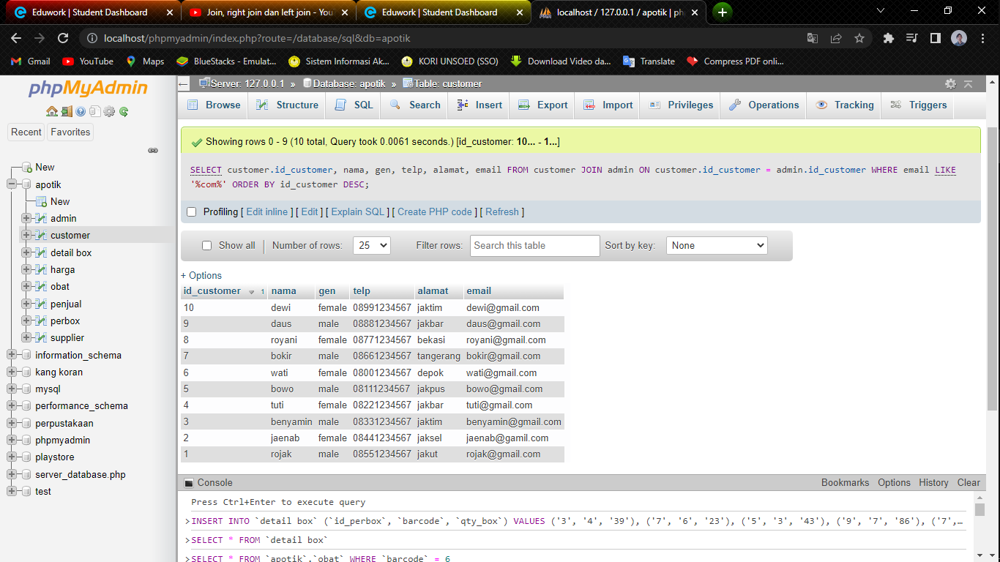 Eduwork | Student Dashboard
Join, right join dan left join - You
Eduwork | Student Dashboard
localhost / 127.0.0.1 / apotik | ph
localhost/phpmyadmin/index.php?route=/database/sql&db=apotik
Gmail YouTube Maps BlueStacks - Emulat... Sistem Informasi Ak... KORI UNSOED (SSO) Download Video da... Translate Compress PDF onli...
phpMyAdmin
Recent Favorites
New
apotik
New
admin
customer
detail box
harga
obat
penjual
perbox
supplier
information_schema
kang koran
mysql
performance_schema
perpustakaan
phpmyadmin
playstore
server_database.php
test
Server: 127.0.0.1 » Database: apotik » Table: customer
Browse Structure SQL Search Insert Export Import Privileges Operations Tracking Triggers
Showing rows 0 - 9 (10 total, Query took 0.0061 seconds.) [id_customer: 10... - 1...]
SELECT customer.id_customer, nama, gen, telp, alamat, email FROM customer JOIN admin ON customer.id_customer = admin.id_customer WHERE email LIKE
'%com%' ORDER BY id_customer DESC;
Profiling [ Edit inline ] [ Edit ] [ Explain SQL ] [ Create PHP code ] [ Refresh ]
Show all Number of rows: 25 Filter rows: Search this table Sort by key: None
+ Options
id_customer 1 nama gen telp alamat email
10 dewi female 08991234567 jaktim dewi@gmail.com
9 daus male 08881234567 jakbar daus@gmail.com
8 royani female 08771234567 bekasi royani@gmail.com
7 bokir male 08661234567 tangerang bokir@gmail.com
6 wati female 08001234567 depok wati@gmail.com
5 bowo male 08111234567 jakpus bowo@gmail.com
4 tuti female 08221234567 jakbar tuti@gmail.com
3 benyamin male 08331234567 jaktim benyamin@gmail.com
2 jaenab female 08441234567 jaksel jaenab@gamil.com
1 rojak male 08551234567 jakut rojak@gmail.com
Console Bookmarks Options History Clear
Press Ctrl+Enter to execute query
>INSERT INTO `detail box` (`id_perbox`, `barcode`, `qty_box`) VALUES ('3', '4', '39'), ('7', '6', '23'), ('5', '3', '43'), ('9', '7', '86'), ('7',…
>SELECT * FROM `detail box`
>SELECT * FROM `apotik`.`obat` WHERE `barcode` = 6